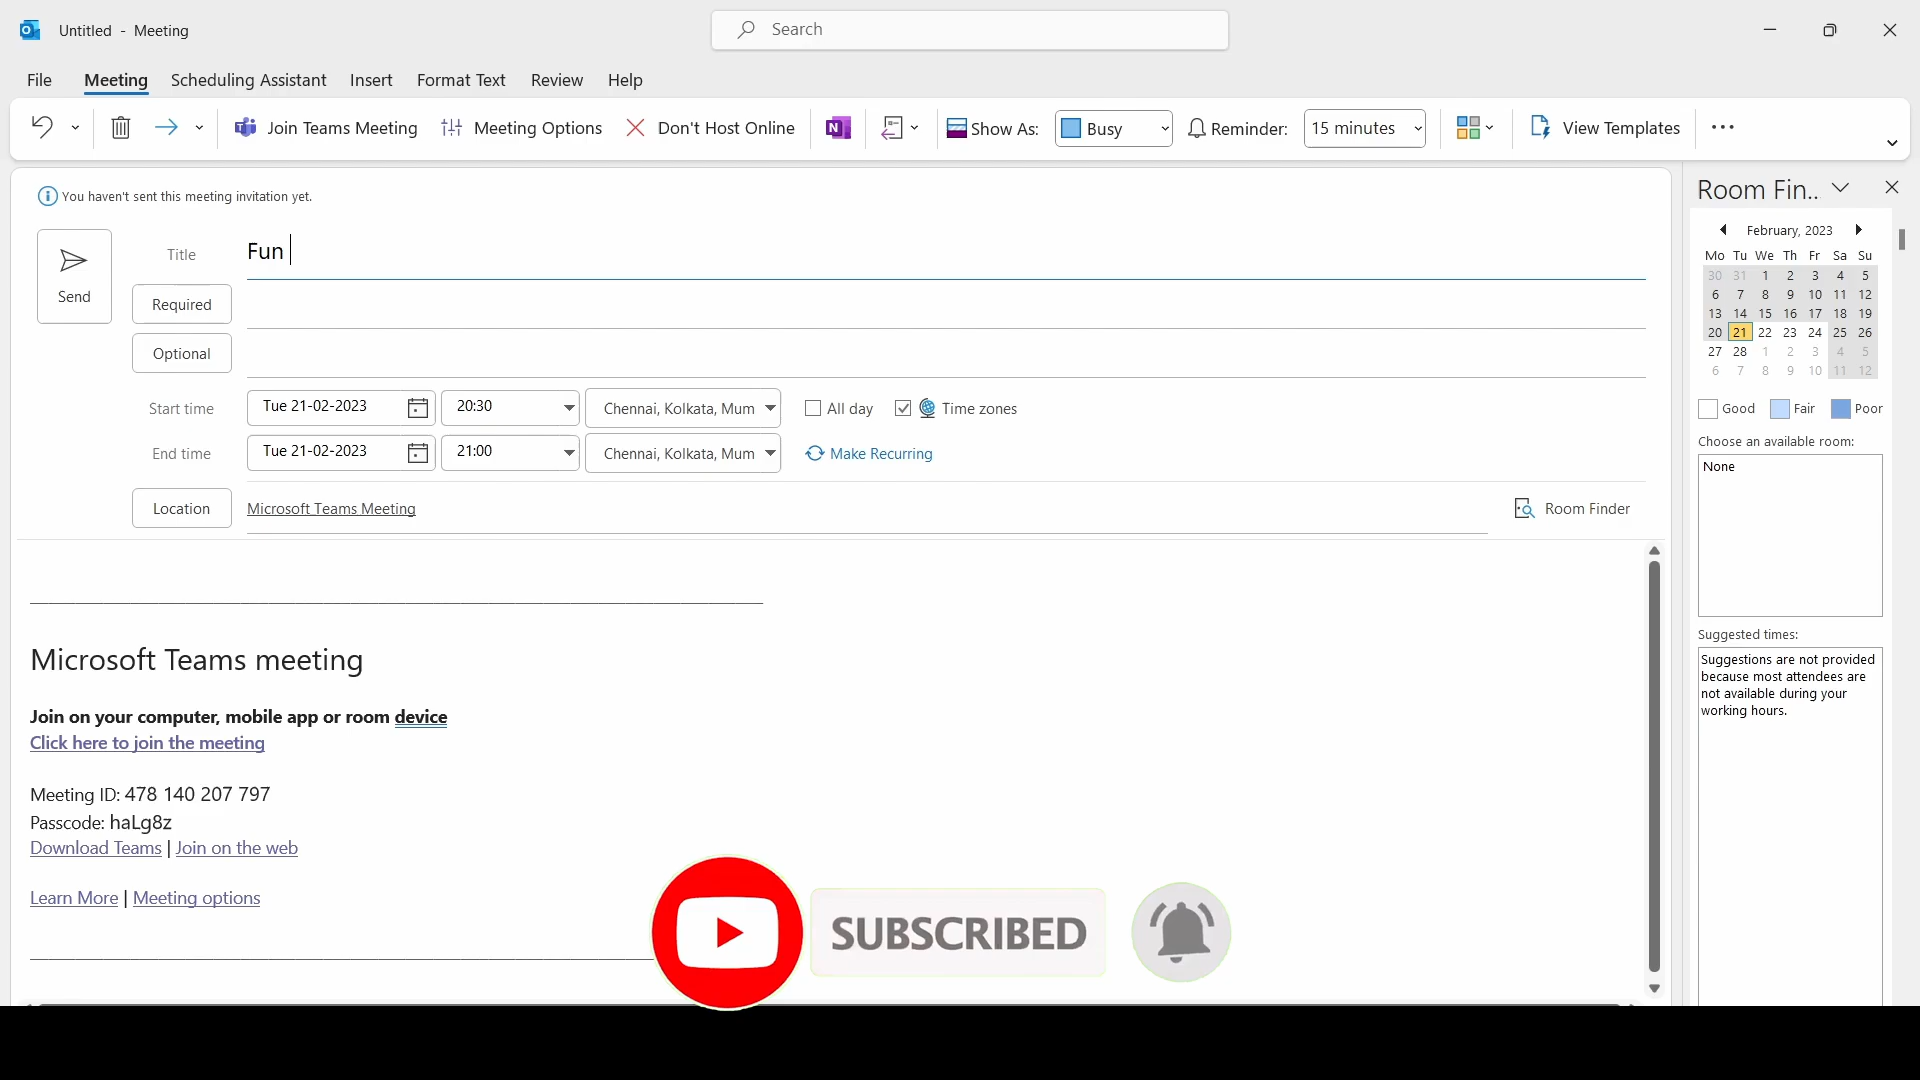 Untitled - Meeting
Search
File Meeting Scheduling Assistant Insert Format Text Review Help
Join Teams Meeting Meeting Options Don't Host Online N Show As: Busy Reminder: 15 minutes View Templates
You haven't sent this meeting invitation yet.
Send
Title Fun
Required
Optional
Start time Tue 21-02-2023 20:30 Chennai, Kolkata, Mum All day Time zones
End time Tue 21-02-2023 21:00 Chennai, Kolkata, Mum Make Recurring
Location Microsoft Teams Meeting Room Finder
Microsoft Teams meeting
Join on your computer, mobile app or room device
Click here to join the meeting
Meeting ID: 478 140 207 797
Passcode: haLg8z
Download Teams | Join on the web
Learn More | Meeting options
SUBSCRIBED
Room Fin..
February, 2023
Mo Tu We Th Fr Sa Su
30 31 1 2 3 4 5
6 7 8 9 10 11 12
13 14 15 16 17 18 19
20 21 22 23 24 25 26
27 28 1 2 3 4 5
6 7 8 9 10 11 12
Good Fair Poor
Choose an available room:
None
Suggested times:
Suggestions are not provided
because most attendees are
not available during your
working hours.